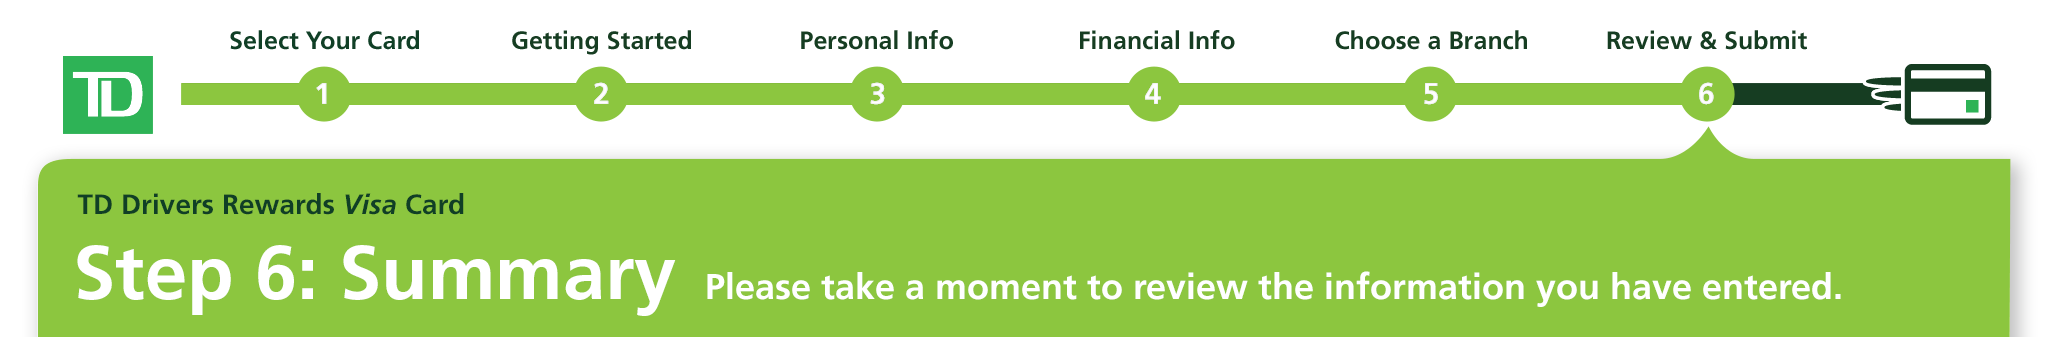 Select Your Card
Getting Started
Personal Info
Financial Info
Choose a Branch
Review & Submit
TD
1
2
3
4
5
6
TD Drivers Rewards Visa Card
Step 6: Summary Please take a moment to review the information you have entered.